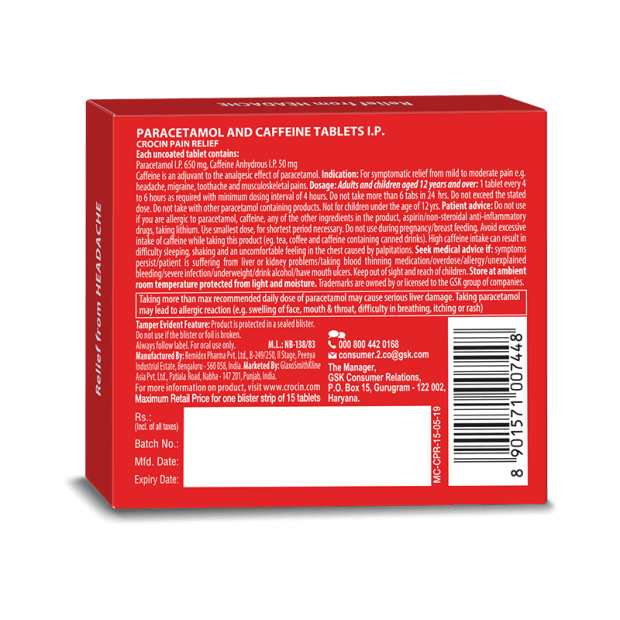 Relief from HEADACHE
PARACETAMOL AND CAFFEINE TABLETS I.P.
CROCIN PAIN RELIEF
Each uncoated tablet contains:
Paracetamol I.P. 650 mg, Caffeine Anhydrous I.P. 50 mg
Caffeine is an adjuvant to the analgesic effect of paracetamol. Indication: For symptomatic relief from mild to moderate pain e.g.
headache, migraine, toothache and musculoskeletal pains. Dosage: Adults and children aged 12 years and over: 1 tablet every 4
to 6 hours as required with minimum dosing interval of 4 hours. Do not take more than 6 tabs in 24 hrs. Do not exceed the stated
dose. Do not take with other paracetamol containing products. Not for children under the age of 12 yrs. Patient advice: Do not use
if you are allergic to paracetamol, caffeine, any of the other ingredients in the product, aspirin/non-steroidal anti-inflammatory
drugs, taking lithium. Use smallest dose, for shortest period necessary. Do not use during pregnancy/breast feeding. Avoid excessive
intake of caffeine while taking this product (eg. tea, coffee and caffeine containing canned drinks). High caffeine intake can result in
difficulty sleeping, shaking and an uncomfortable feeling in the chest caused by palpitations. Seek medical advice if: symptoms
persist/patient is suffering from liver or kidney problems/taking blood thinning medication/overdose/allergy/unexplained
bleeding/severe infection/underweight/drink alcohol/have mouth ulcers. Keep out of sight and reach of children. Store at ambient
room temperature protected from light and moisture. Trademarks are owned by or licensed to the GSK group of companies.
Taking more than max recommended daily dose of paracetamol may cause serious liver damage. Taking paracetamol
may lead to allergic reaction (e.g. swelling of face, mouth & throat, difficulty in breathing, itching or rash)
Tamper Evident Feature: Product is protected in a sealed blister.
Do not use if the blister or foil is broken.
Always follow label. For oral use only. M.L.: NB-138/83
Manufactured By: Remidex Pharma Pvt. Ltd., B-249/250, II Stage, Peenya
Industrial Estate, Bengaluru - 560 058, India. Marketed By: GlaxoSmithKline
Asia Pvt. Ltd., Patiala Road, Nabha - 147 201, Punjab, India.
For more information on product, visit www.crocin.com
Maximum Retail Price for one blister strip of 15 tablets
000 800 442 0168
consumer.2.co@gsk.com
The Manager,
GSK Consumer Relations,
P.O. Box 15, Gurugram - 122 002,
Haryana.
Rs.:
(Incl. of all taxes)
Batch No.:
Mfd. Date:
Expiry Date:
MC-CPR-15-05-19
8 901571 007448
Relief from HEADACHE